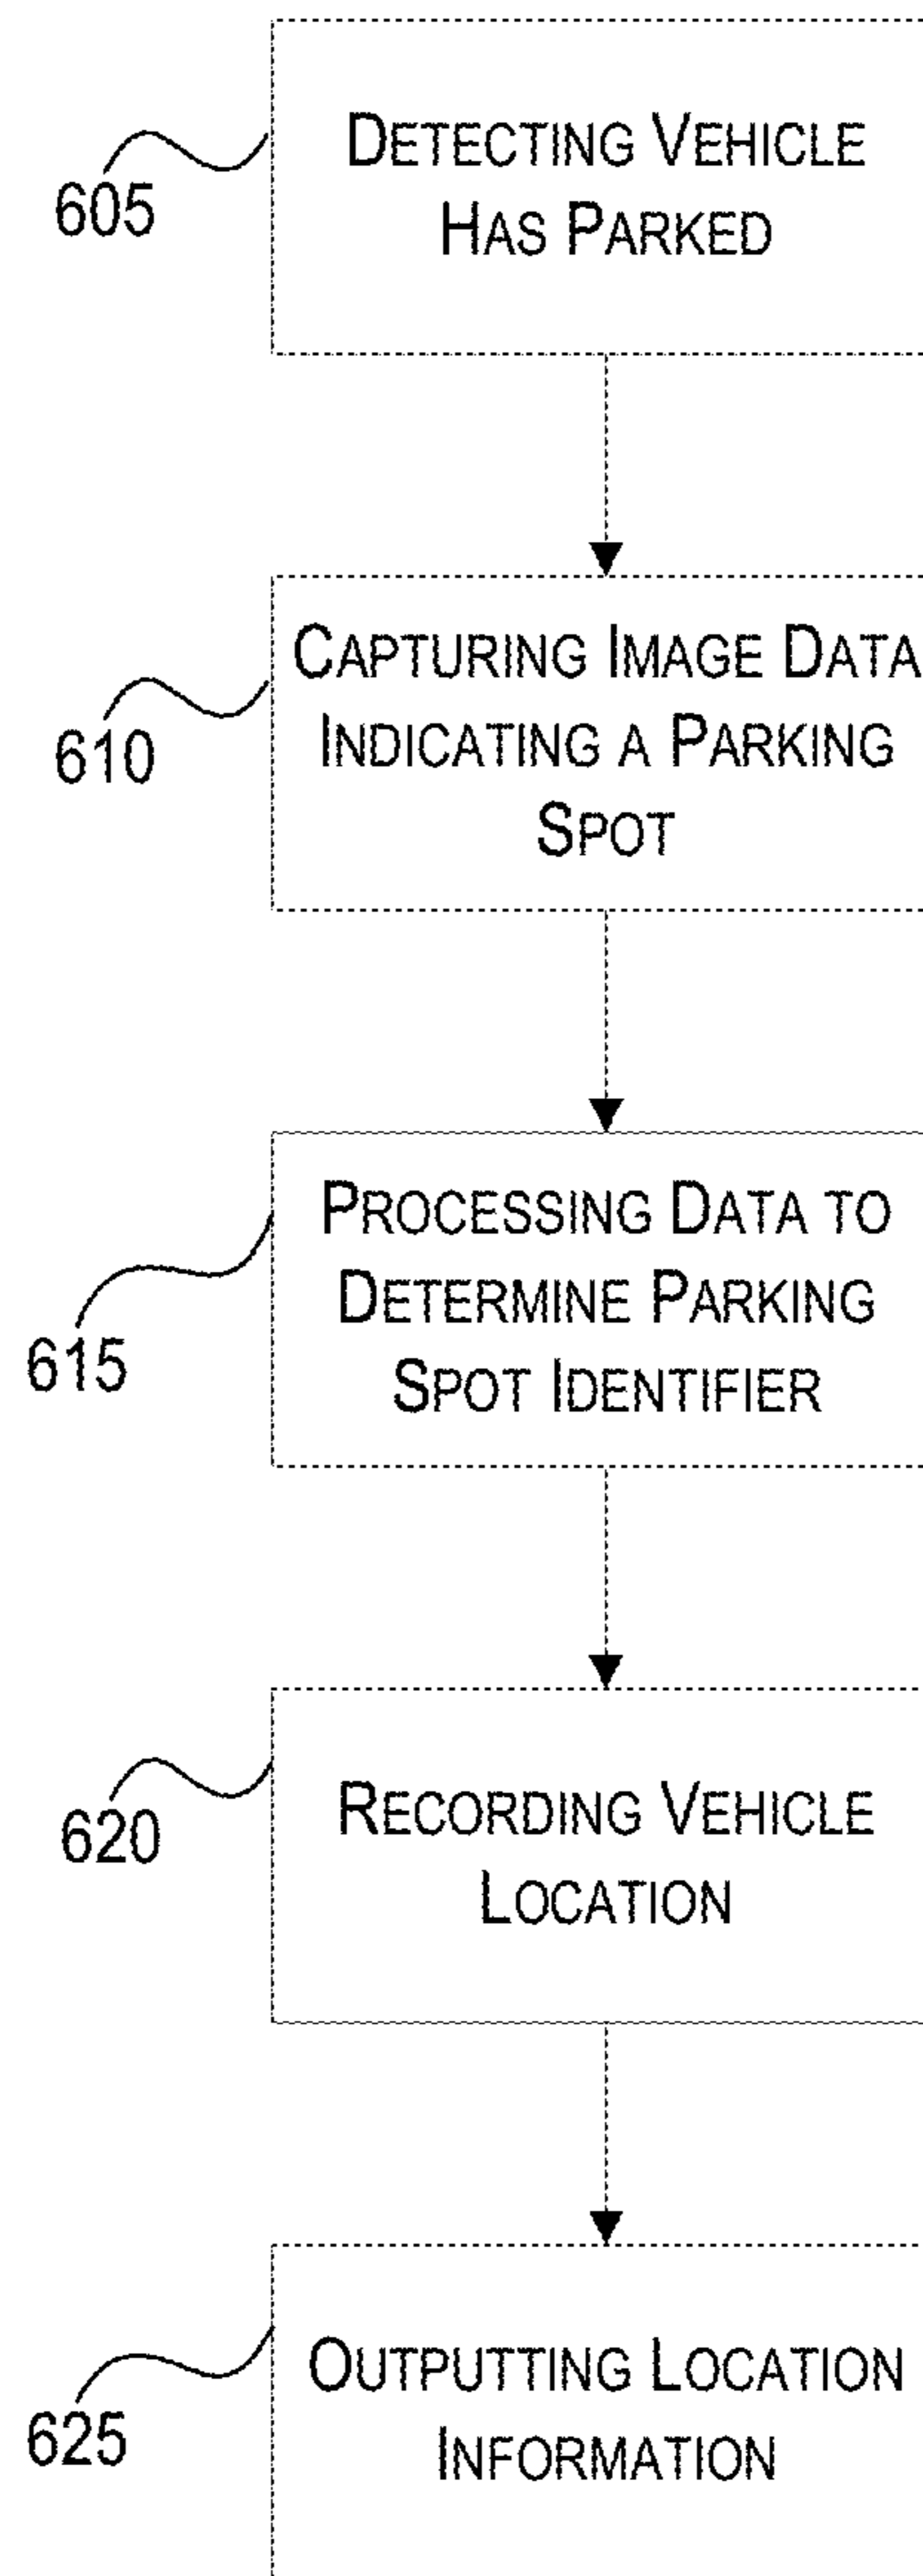 605
DETECTING VEHICLE
HAS PARKED
610
CAPTURING IMAGE DATA
INDICATING A PARKING
SPOT
615
PROCESSING DATA TO
DETERMINE PARKING
SPOT IDENTIFIER
620
RECORDING VEHICLE
LOCATION
625
OUTPUTTING LOCATION
INFORMATION